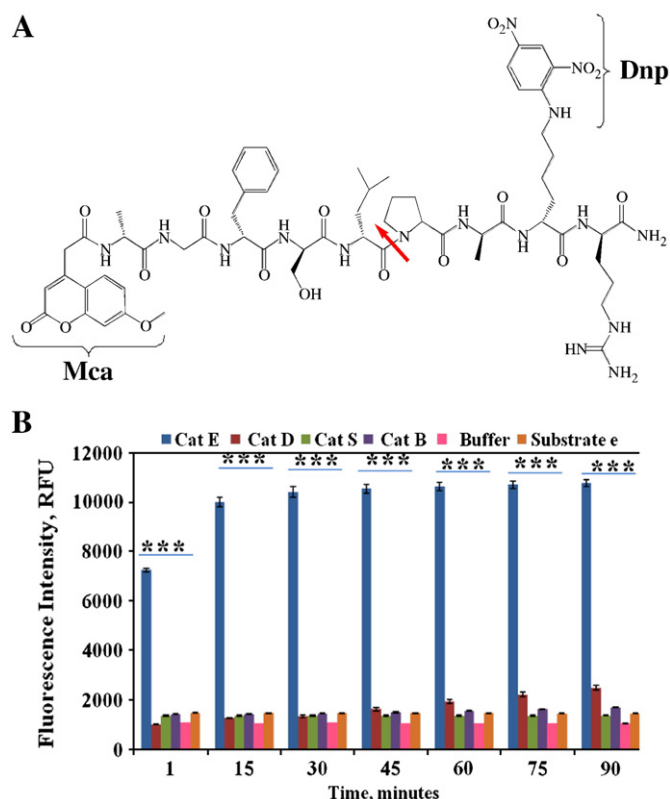 A
O₂N
NO₂
Dnp
NH
O
H
N
O
H
N
O
H
N
O
N
O
H
N
O
H
N
NH₂
O
N
H
O
N
H
O
N
H
O
O
OH
O
O
O
NH
HN
NH₂
Mca
B
Cat E Cat D Cat S Cat B Buffer Substrate e
12000
10000
8000
6000
4000
2000
0
Fluorescence Intensity, RFU
*** *** *** *** *** *** ***
1 15 30 45 60 75 90
Time, minutes